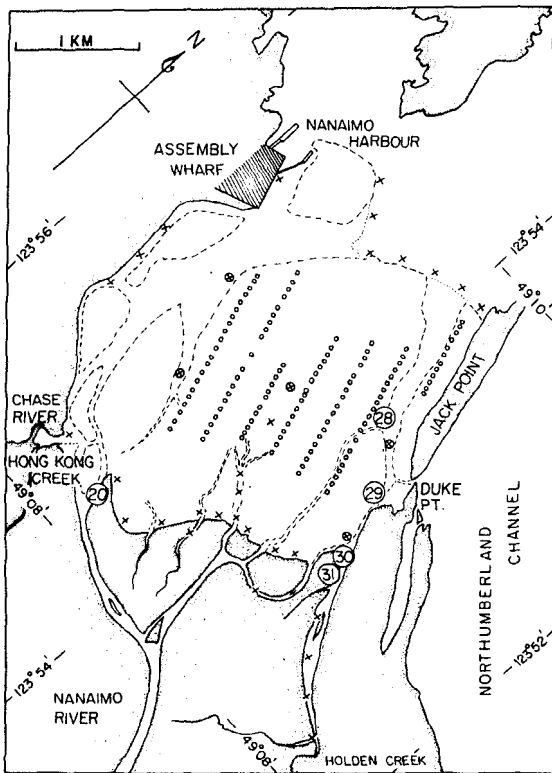 1 KM
N
NANAIMO
HARBOUR
ASSEMBLY
WHARF
123°56'
123°54'
49°10'
JACK POINT
CHASE
RIVER
HONG KONG
CREEK
49°08'
20
28
29
30
31
DUKE
PT.
NORTHUMBERLAND
CHANNEL
123°54'
123°52'
NANAIMO
RIVER
49°08'
HOLDEN CREEK